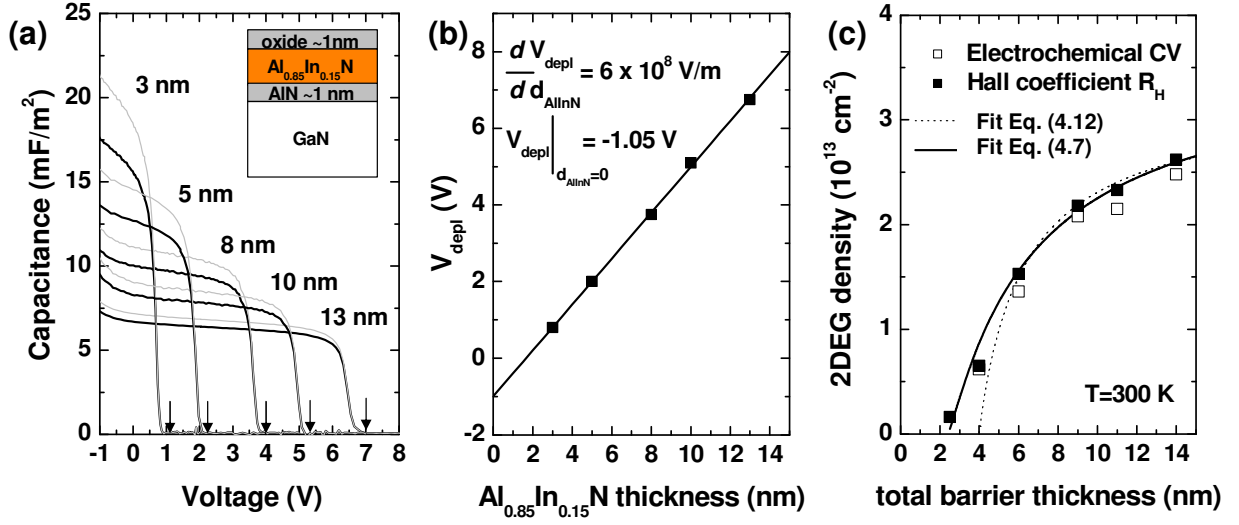 (a)
Capacitance (mF/m²)
25
20
15
10
5
0
3 nm
5 nm
8 nm
10 nm
13 nm
oxide ~1nm
Al0.85In0.15N
AlN ~1 nm
GaN
-1 0 1 2 3 4 5 6 7 8
Voltage (V)
(b)
Vdepl (V)
8
6
4
2
0
-2
d Vdepl / d dAlInN = 6 x 10⁸ V/m
Vdepl |dAlInN=0 = -1.05 V
0 2 4 6 8 10 12 14
Al0.85In0.15N thickness (nm)
(c)
2DEG density (10¹³ cm⁻²)
4
3
2
1
0
Electrochemical CV
Hall coefficient RH
Fit Eq. (4.12)
Fit Eq. (4.7)
T=300 K
0 2 4 6 8 10 12 14
total barrier thickness (nm)